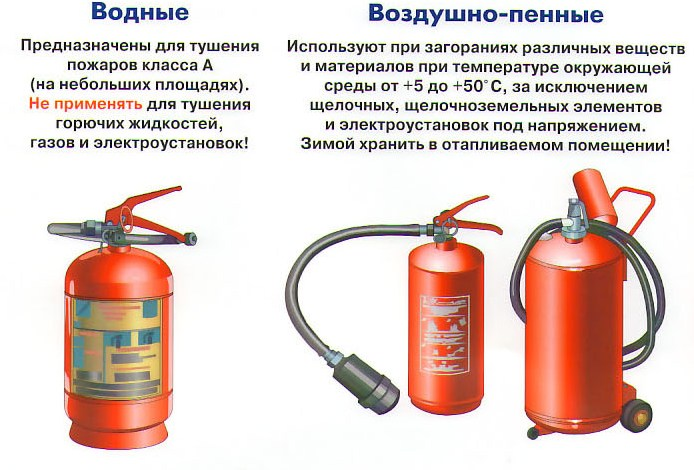 Водные
Предназначены для тушения
пожаров класса А
(на небольших площадях).
Не применять для тушения
горючих жидкостей,
газов и электроустановок!
Воздушно-пенные
Используют при загораниях различных веществ
и материалов при температуре окружающей
среды от +5 до +50°С, за исключением
щелочных, щелочноземельных элементов
и электроустановок под напряжением.
Зимой хранить в отапливаемом помещении!